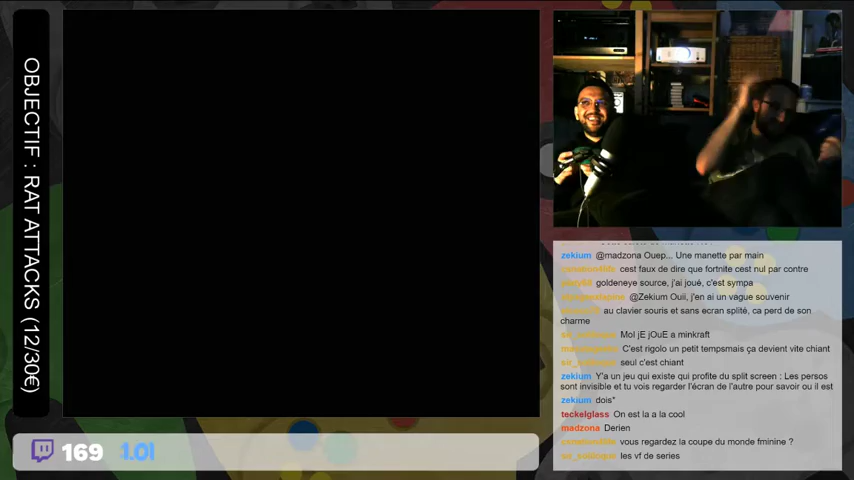 OBJECTIF : RAT ATTACKS (12/30€)
zekium @madzona Ouep... Une manette par main
cest faux de dire que fortnite cest nul par contre
goldeneye source, j'ai joué, c'est sympa
@Zekium Ouii, j'en ai un vague souvenir
au clavier souris et sans ecran splité, ca perd de son
charme
Mol jE jOuE a minkraft
C'est rigolo un petit tempsmais ça devient vite chiant
seul c'est chiant
zekium Y'a un jeu qui existe qui profite du split screen : Les persos
sont invisible et tu vois regarder l'écran de l'autre pour savoir ou il est
zekium dois*
teckelglass On est la a la cool
madzona Derien
vous regardez la coupe du monde fminine ?
les vf de series
169 1.01